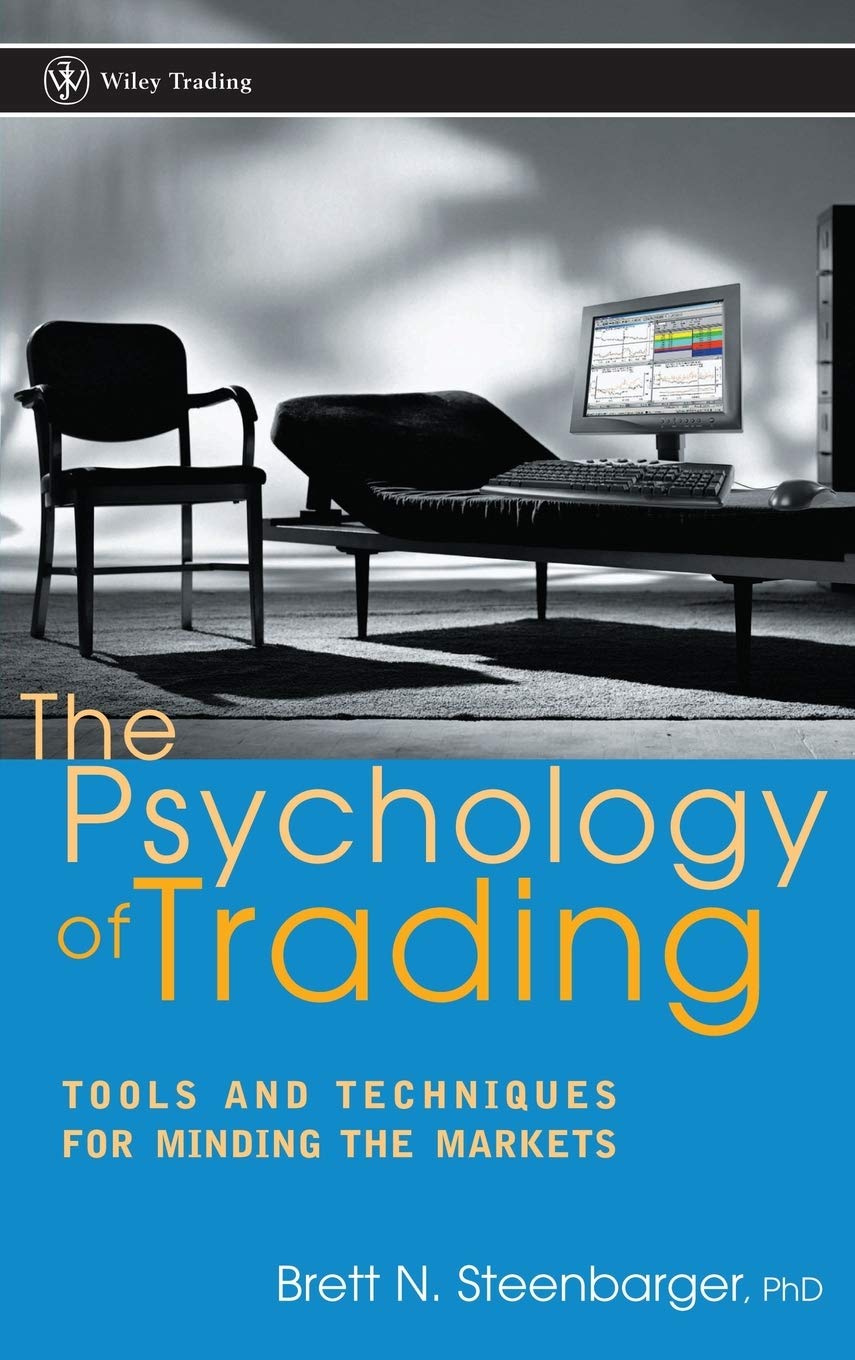 Wiley Trading
The
Psychology
of Trading
TOOLS AND TECHNIQUES
FOR MINDING THE MARKETS
Brett N. Steenbarger, PhD